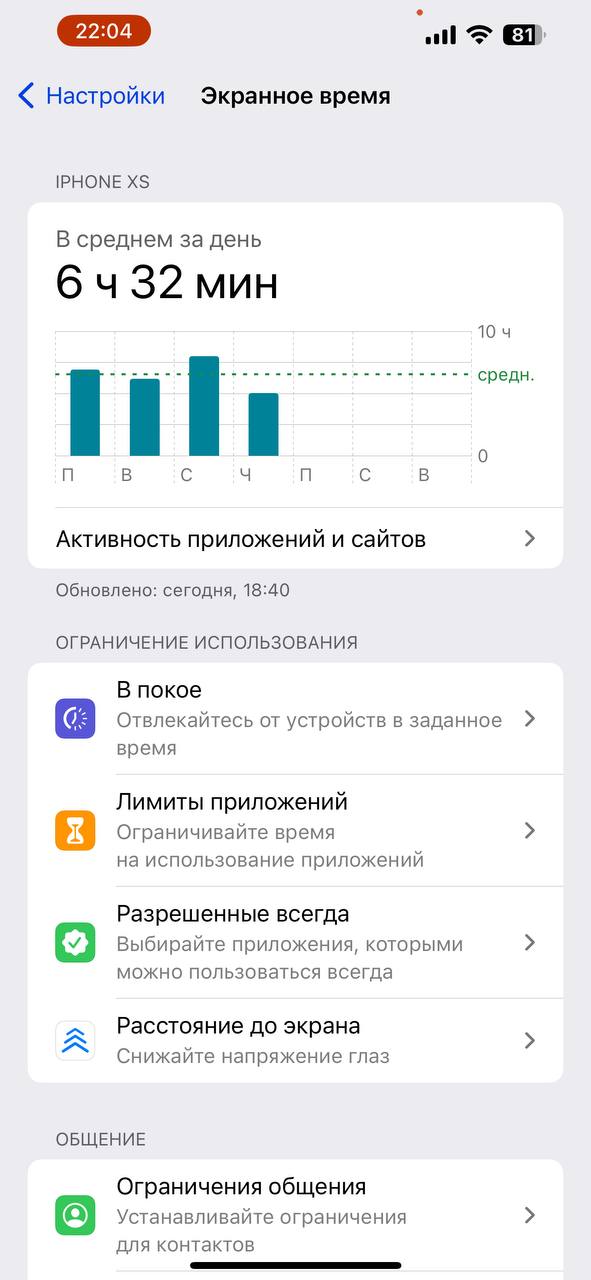 22:04
81
Настройки
Экранное время
IPHONE XS
В среднем за день
6 ч 32 мин
10 ч
средн.
0
П В С Ч П С В
Активность приложений и сайтов
Обновлено: сегодня, 18:40
ОГРАНИЧЕНИЕ ИСПОЛЬЗОВАНИЯ
В покое
Отвлекайтесь от устройств в заданное
время
Лимиты приложений
Ограничивайте время
на использование приложений
Разрешенные всегда
Выбирайте приложения, которыми
можно пользоваться всегда
Расстояние до экрана
Снижайте напряжение глаз
ОБЩЕНИЕ
Ограничения общения
Устанавливайте ограничения
для контактов